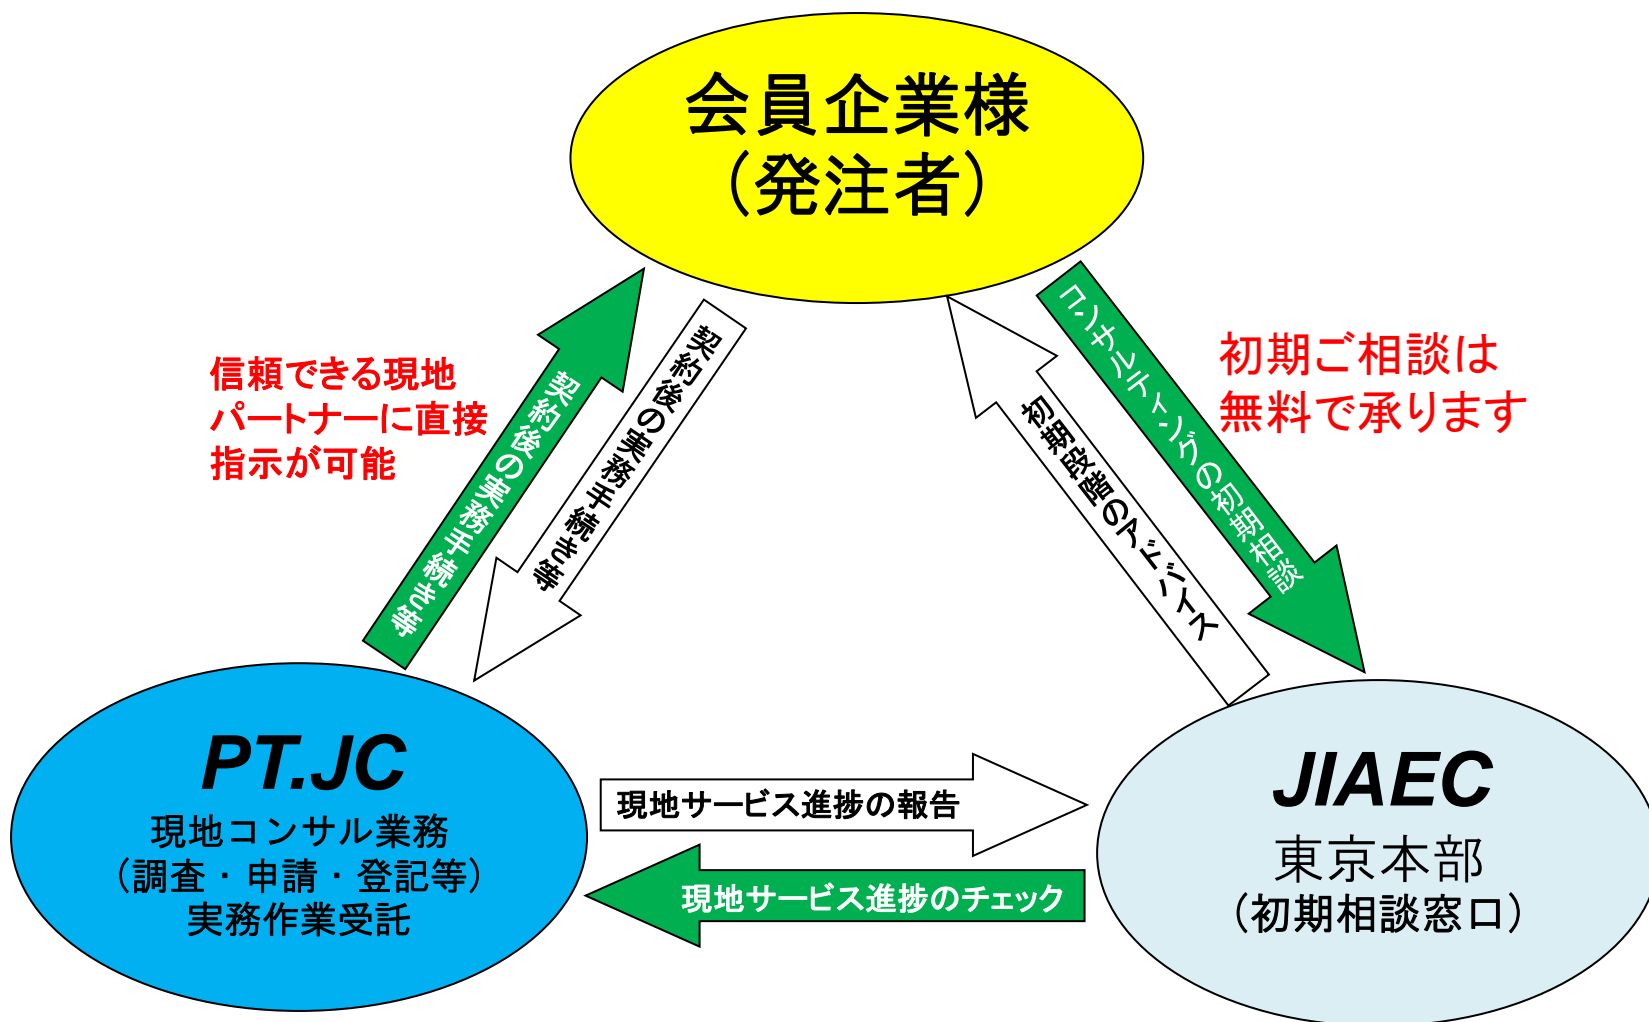 会員企業様
（発注者）
信頼できる現地
パートナーに直接
指示が可能
契約後の実務手続き等
契約後の実務手続き等
初期段階のアドバイス
コンサルティングの初期相談
初期ご相談は
無料で承ります
PT.JC
現地コンサル業務
（調査・申請・登記等）
実務作業受託
現地サービス進捗の報告
現地サービス進捗のチェック
JIAEC
東京本部
（初期相談窓口）